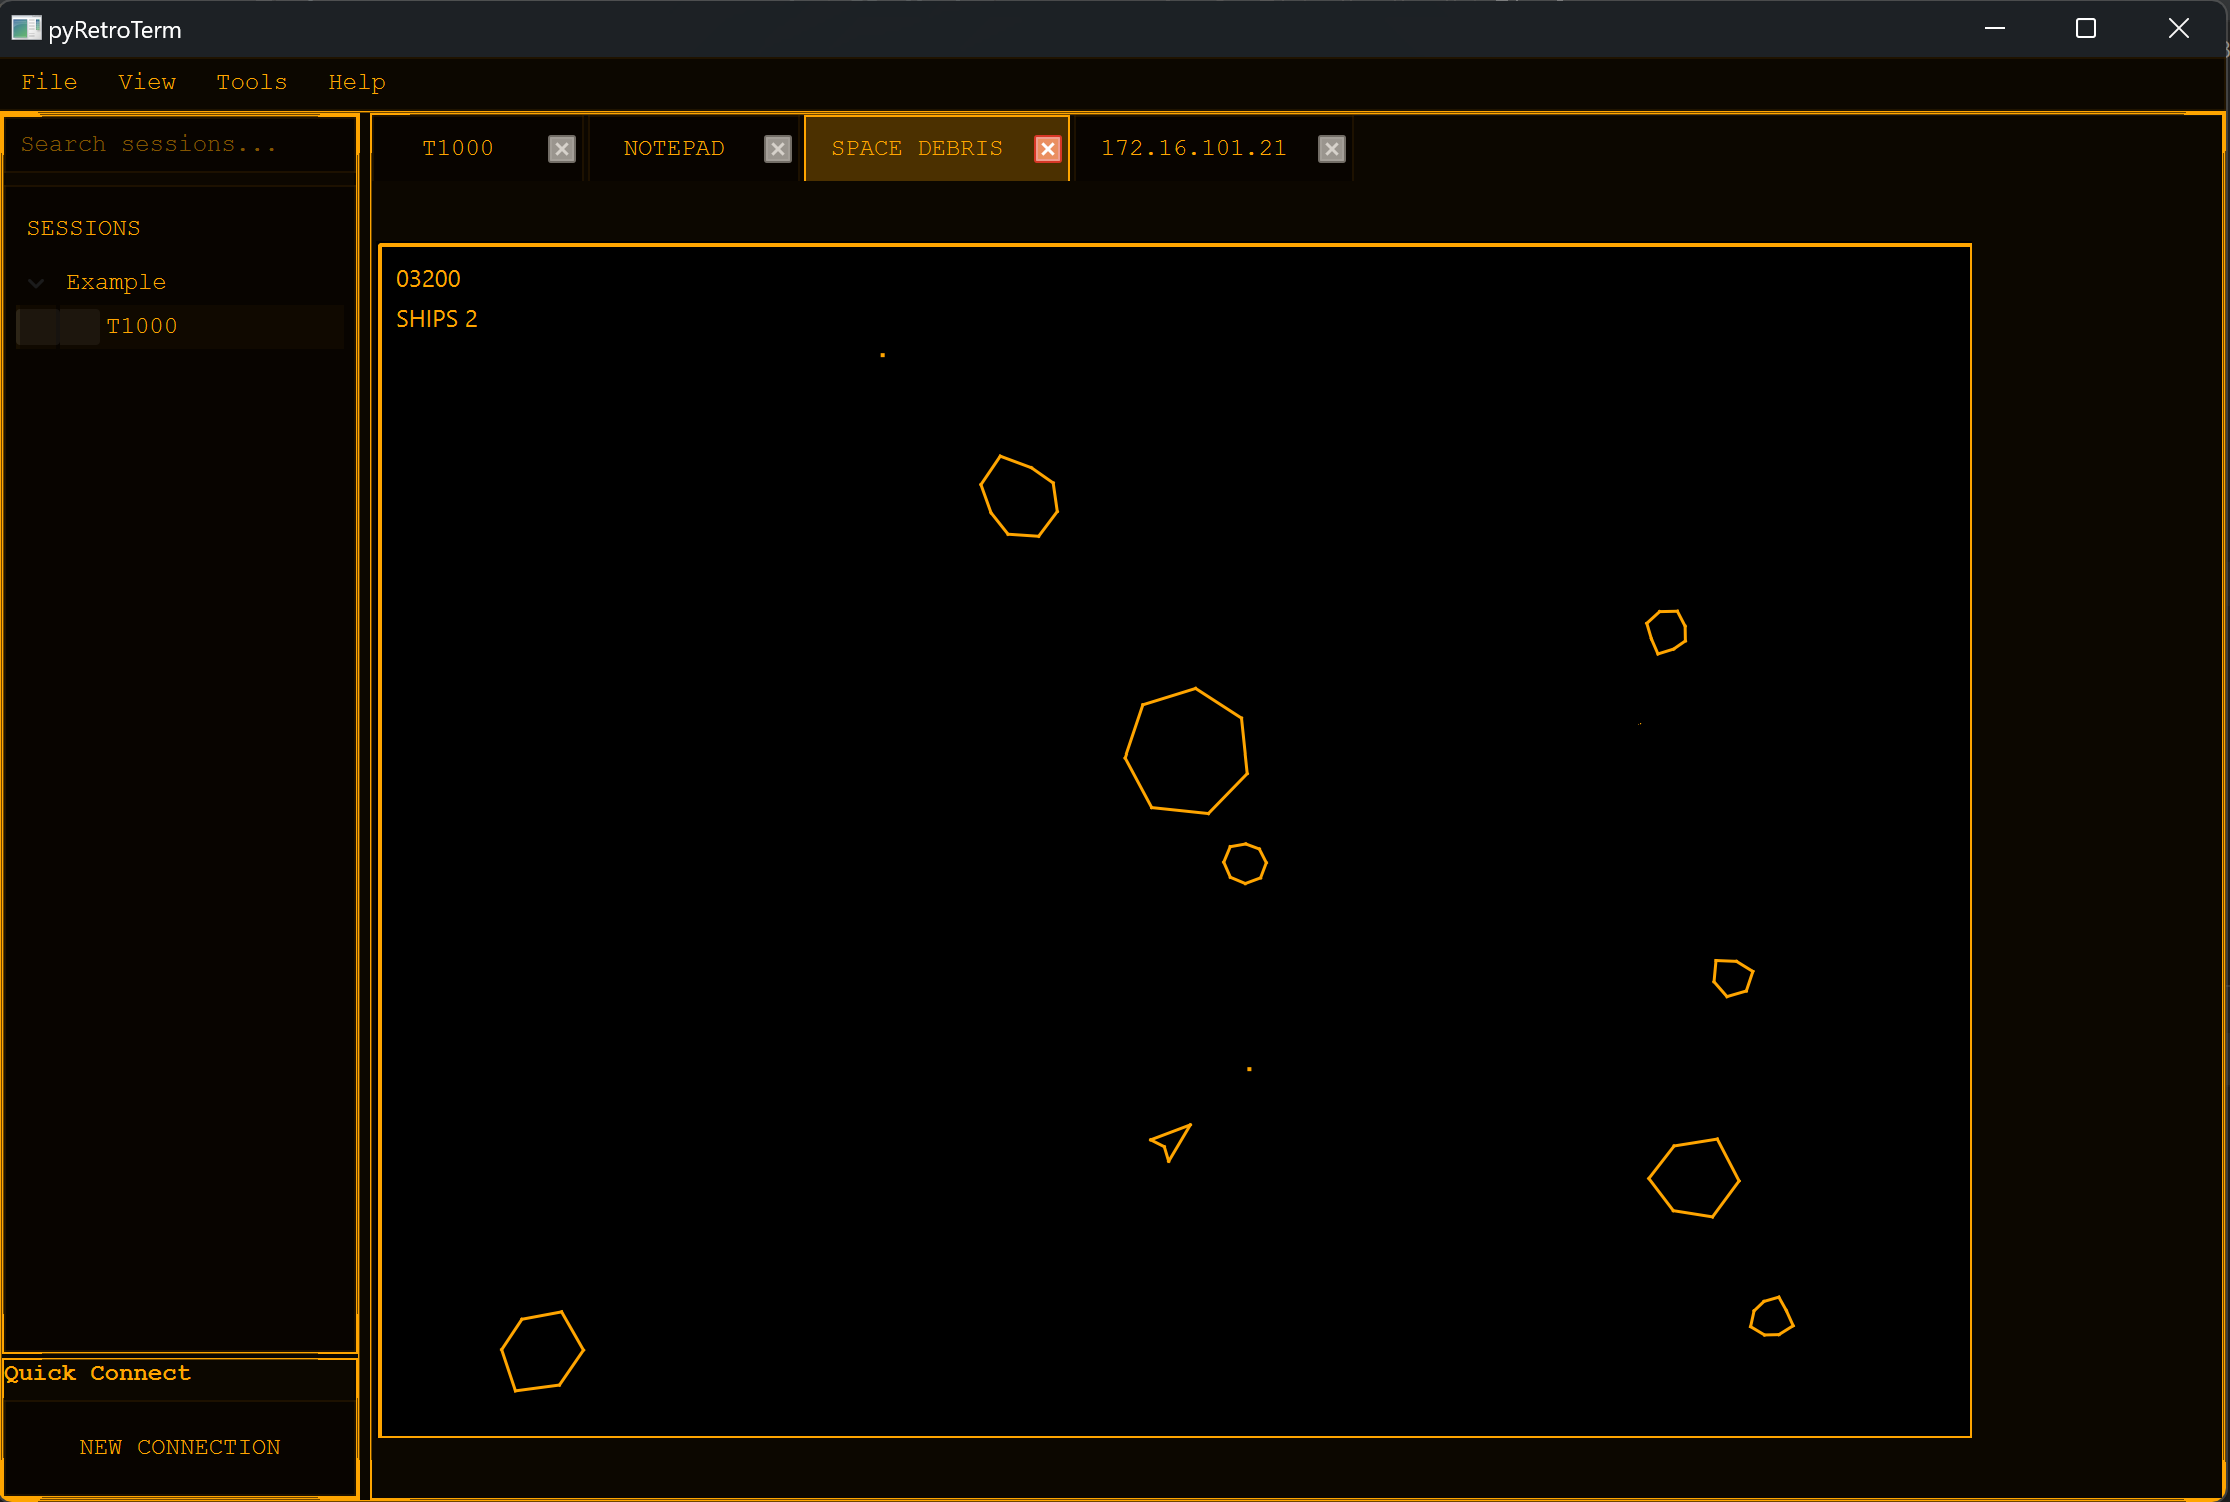 pyRetroTerm
File View Tools Help
Search sessions...
T1000 NOTEPAD SPACE DEBRIS 172.16.101.21
SESSIONS
Example
T1000
03200
SHIPS 2
Quick Connect
NEW CONNECTION